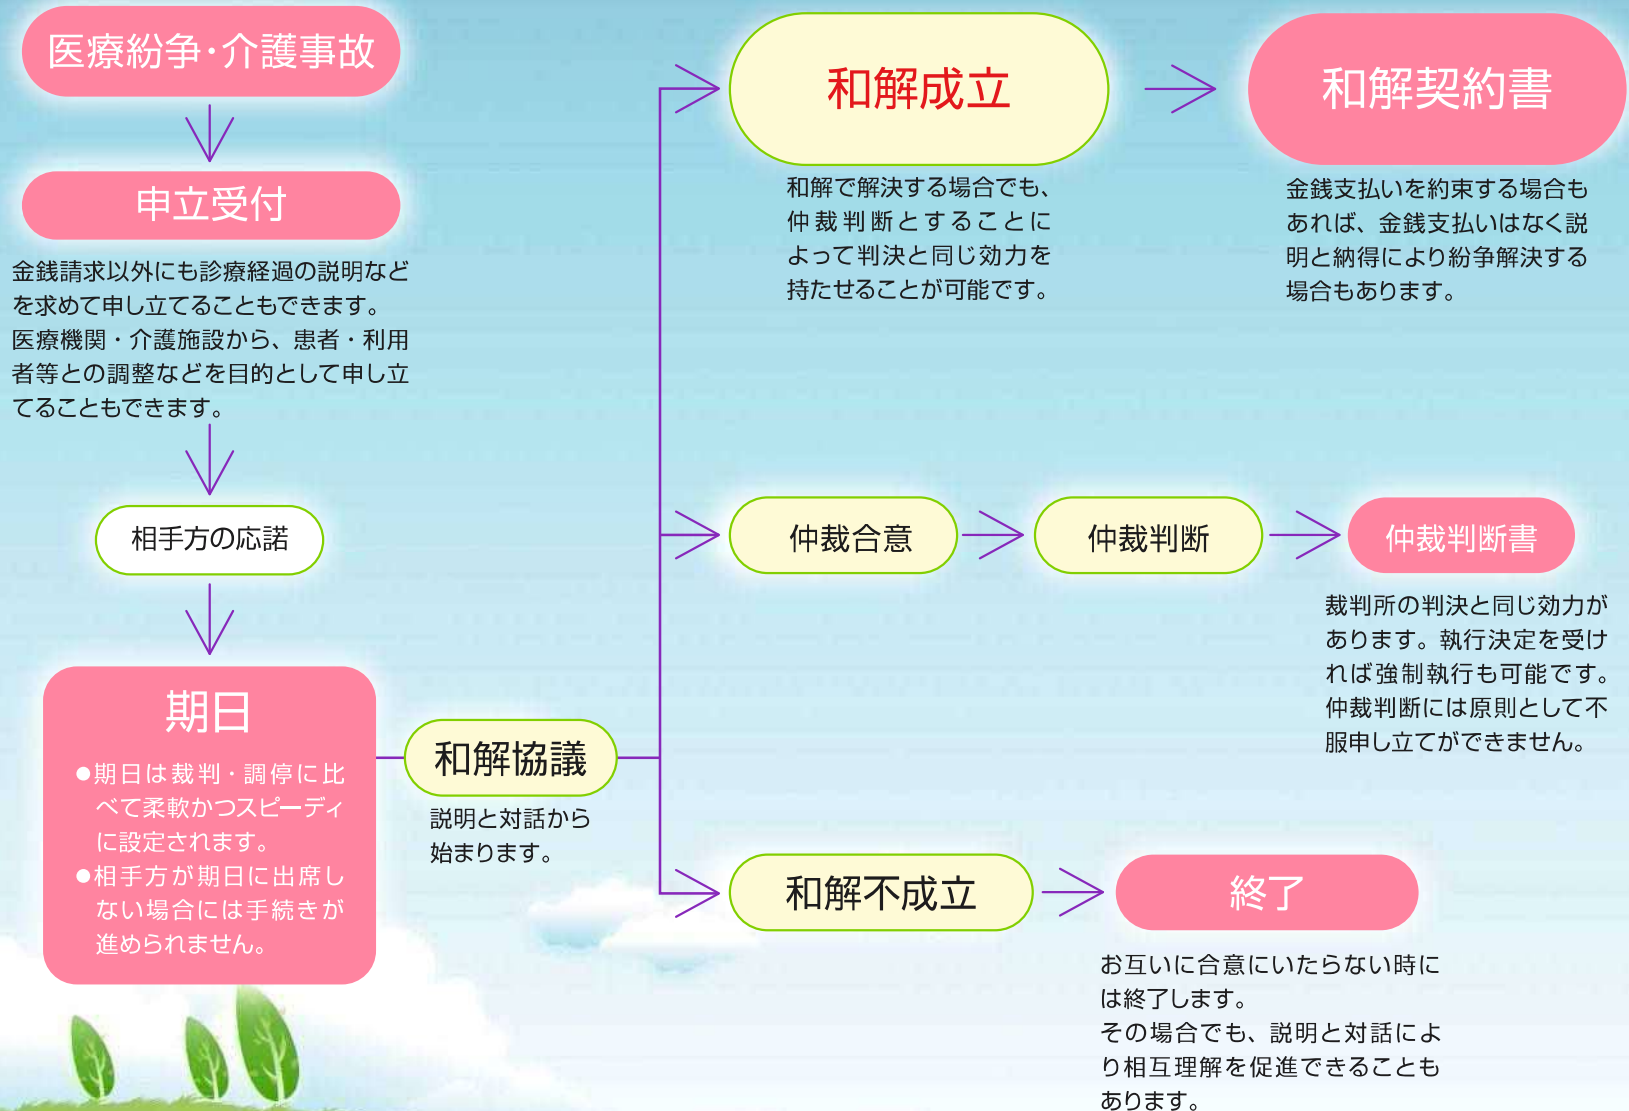 医療紛争・介護事故
申立受付
金銭請求以外にも診療経過の説明など
を求めて申し立てることもできます。
医療機関・介護施設から、患者・利用
者等との調整などを目的として申し立
てることもできます。
相手方の応諾
期日
●期日は裁判・調停に比
べて柔軟かつスピーディ
に設定されます。
●相手方が期日に出席し
ない場合には手続きが
進められません。
和解協議
説明と対話から
始まります。
和解成立
和解で解決する場合でも、
仲裁判断とすることに
よって判決と同じ効力を
持たせることが可能です。
和解契約書
金銭支払いを約束する場合も
あれば、金銭支払いはなく説
明と納得により紛争解決する
場合もあります。
仲裁合意
仲裁判断
仲裁判断書
裁判所の判決と同じ効力が
あります。執行決定を受け
れば強制執行も可能です。
仲裁判断には原則として不
服申し立てができません。
和解不成立
終了
お互いに合意にいたらない時に
は終了します。
その場合でも、説明と対話によ
り相互理解を促進できることも
あります。